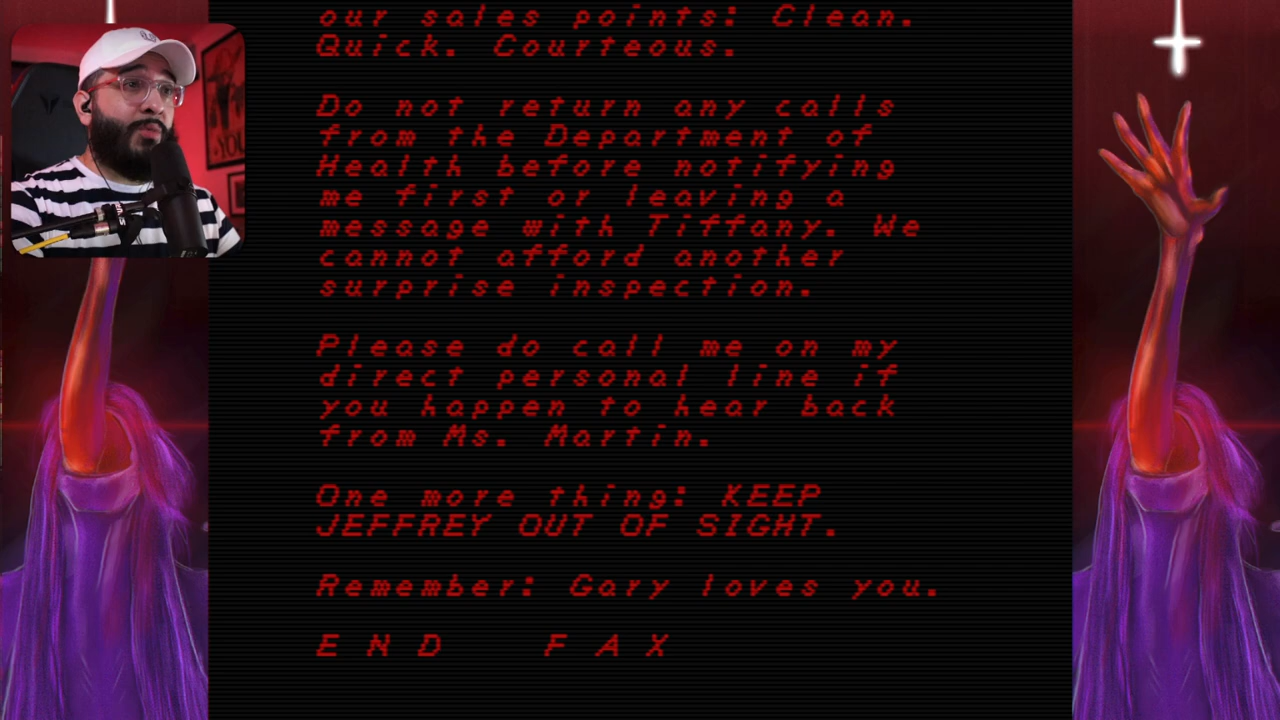 our sales points: Clean.
Quick. Courteous.
Do not return any calls
from the Department of
Health before notifying
me first or leaving a
message with Tiffany. We
cannot afford another
surprise inspection.
Please do call me on my
direct personal line if
you happen to hear back
from Ms. Martin.
One more thing: KEEP
JEFFREY OUT OF SIGHT.
Remember: Gary loves you.
END FAX